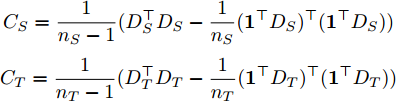 C_S = \frac{1}{n_S - 1}(D_S^\top D_S - \frac{1}{n_S}(\mathbf{1}^\top D_S)^\top(\mathbf{1}^\top D_S))
C_T = \frac{1}{n_T - 1}(D_T^\top D_T - \frac{1}{n_T}(\mathbf{1}^\top D_T)^\top(\mathbf{1}^\top D_T))